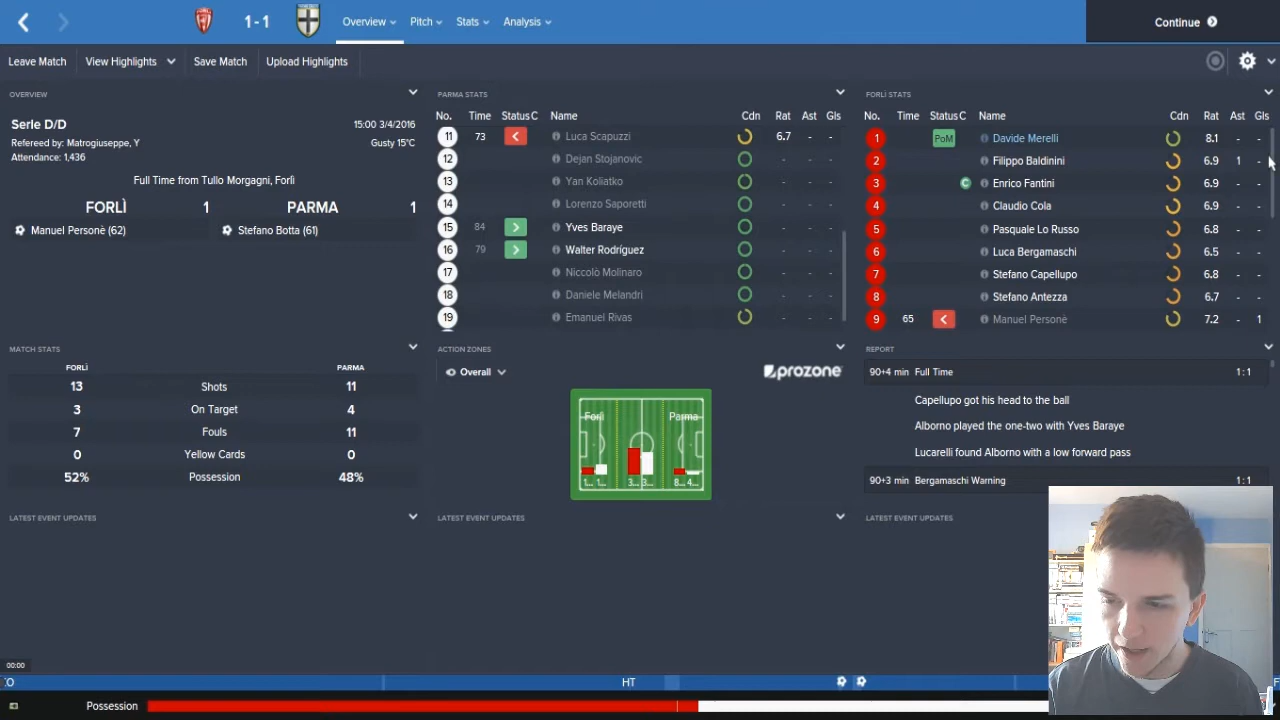 1 - 1
Overview
Pitch
Stats
Analysis
Continue
Leave Match
View Highlights
Save Match
Upload Highlights
OVERVIEW
Serie D/D
15:00 3/4/2016
Refereed by: Matrogiuseppe, Y
Gusty 15°C
Attendance: 1,436
Full Time from Tullo Morgagni, Forlì
FORLÌ 1 PARMA 1
Manuel Personè (62)
Stefano Botta (61)
PARMA STATS
No. Time Status C Name Cdn Rat Ast Gls
11 73 Luca Scapuzzi 6.7 - -
12 Dejan Stojanovic - - -
13 Yan Koliatko - - -
14 Lorenzo Saporetti - - -
15 84 Yves Baraye - - -
16 79 Walter Rodríguez - - -
17 Niccolò Molinaro - - -
18 Daniele Melandri - - -
19 Emanuel Rivas - - -
FORLÌ STATS
No. Time Status C Name Cdn Rat Ast Gls
1 PoM Davide Merelli 8.1 - -
2 Filippo Baldinini 6.9 1 -
3 C Enrico Fantini 6.9 - -
4 Claudio Cola 6.9 - -
5 Pasquale Lo Russo 6.8 - -
6 Luca Bergamaschi 6.5 - -
7 Stefano Capellupo 6.8 - -
8 Stefano Antezza 6.7 - -
9 65 Manuel Personè 7.2 - 1
MATCH STATS
FORLÌ PARMA
13 Shots 11
3 On Target 4
7 Fouls 11
0 Yellow Cards 0
52% Possession 48%
ACTION ZONES
Overall
prozone
Forlì Parma
1... 1... 3... 3... 8... 4...
REPORT
90+4 min Full Time 1:1
Capellupo got his head to the ball
Alborno played the one-two with Yves Baraye
Lucarelli found Alborno with a low forward pass
90+3 min Bergamaschi Warning 1:1
LATEST EVENT UPDATES
LATEST EVENT UPDATES
LATEST EVENT UPDATES
00:00
HT
Possession